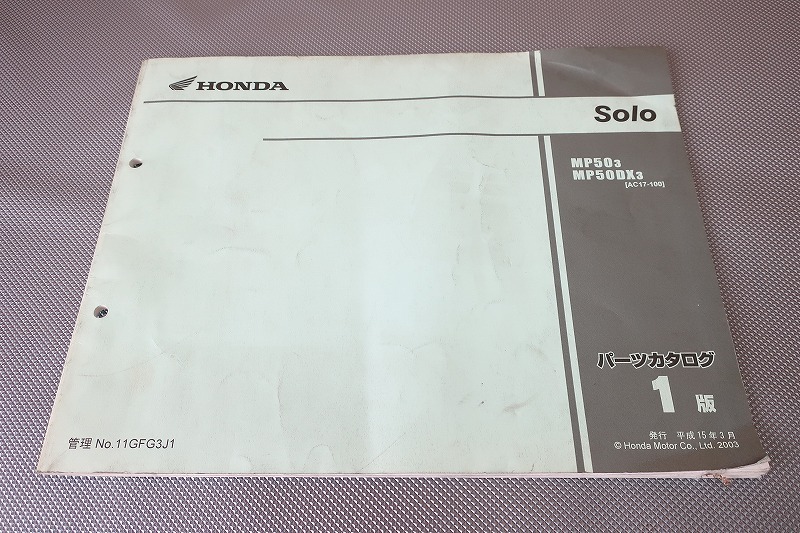 HONDA
Solo
MP503
MP50DX3
[AC17-100]
パーツカタログ
1 版
発行 平成15年3月
© Honda Motor Co., Ltd. 2003
管理 No.11GFG3J1